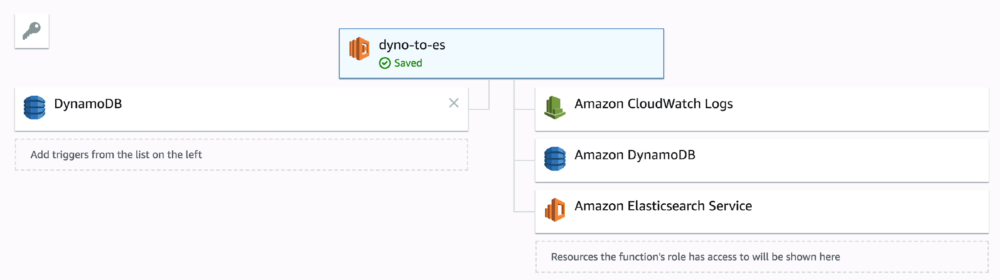 dyno-to-es
Saved
DynamoDB
Add triggers from the list on the left
Amazon CloudWatch Logs
Amazon DynamoDB
Amazon Elasticsearch Service
Resources the function's role has access to will be shown here